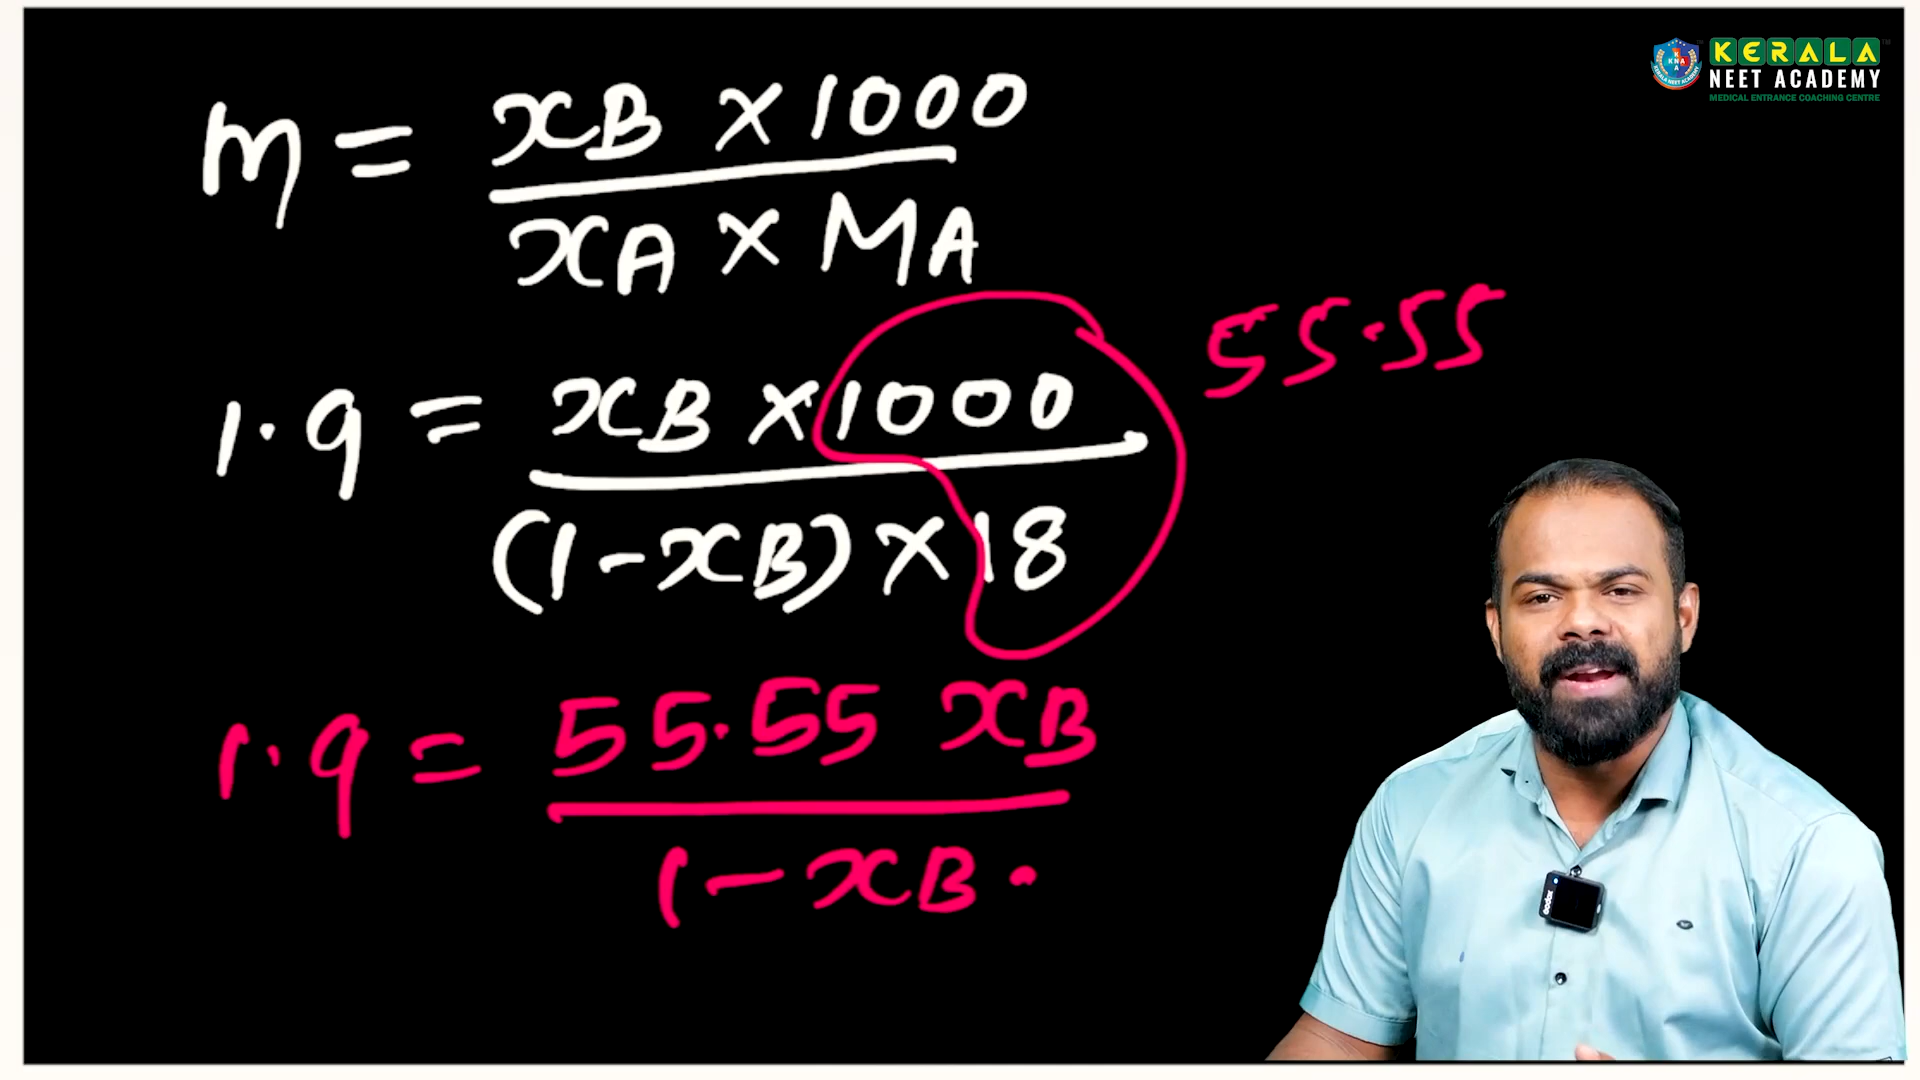 KERALA
NEET ACADEMY
MEDICAL ENTRANCE COACHING CENTRE
m = xB × 1000
xA × MA
1.9 = xB × 1000
(1 - xB) × 18
55.55
1.9 = 55.55 xB
1 - xB.